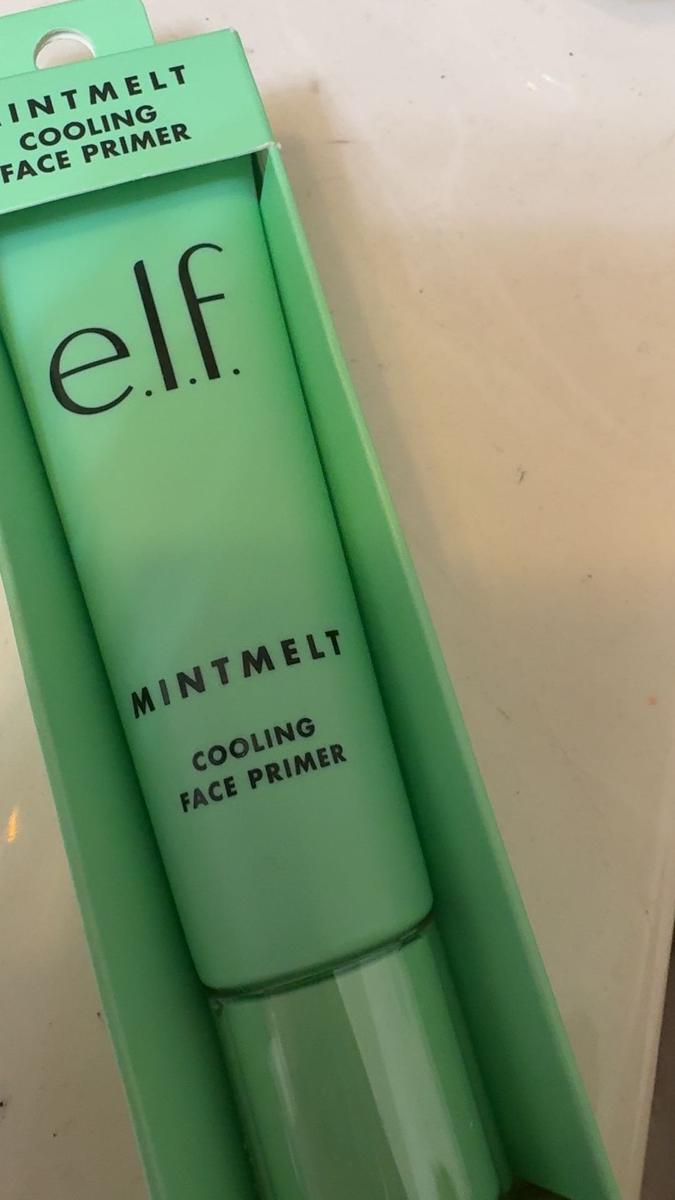 INTMELT
COOLING
FACE PRIMER
e.l.f.
MINTMELT
COOLING
FACE PRIMER